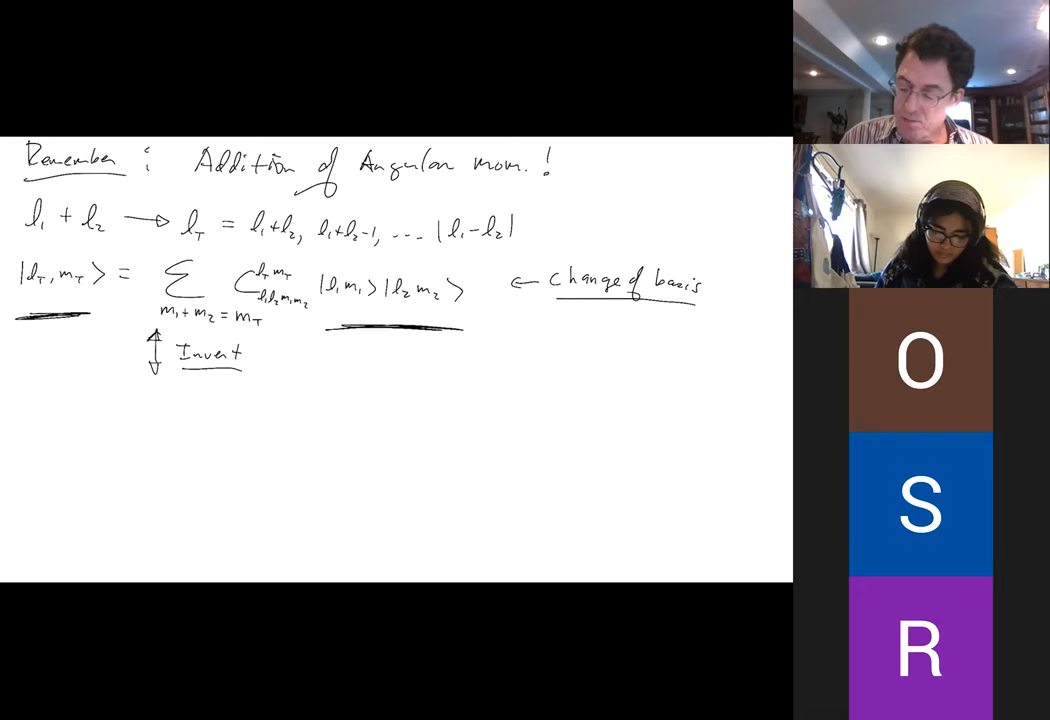 Remember : Addition of Angular mom. !
l₁ + l₂ → l_T = l₁+l₂, l₁+l₂-1, ... |l₁-l₂|
|l_T, m_T > = Σ_{m₁+m₂=m_T} C^{l_T m_T}_{l₁l₂m₁m₂} |l₁m₁>|l₂m₂> ← Change of basis
↕ Invert
O
S
R